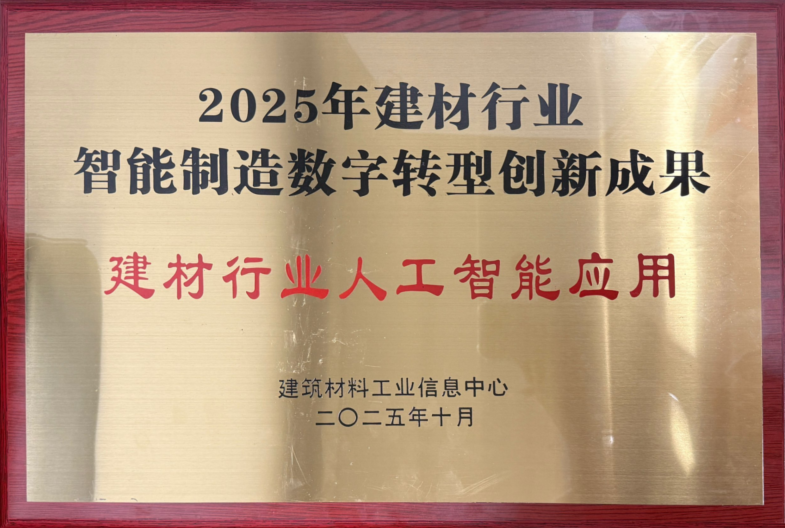 2025年建材行业
智能制造数字转型创新成果
建材行业人工智能应用
建筑材料工业信息中心
二〇二五年十月